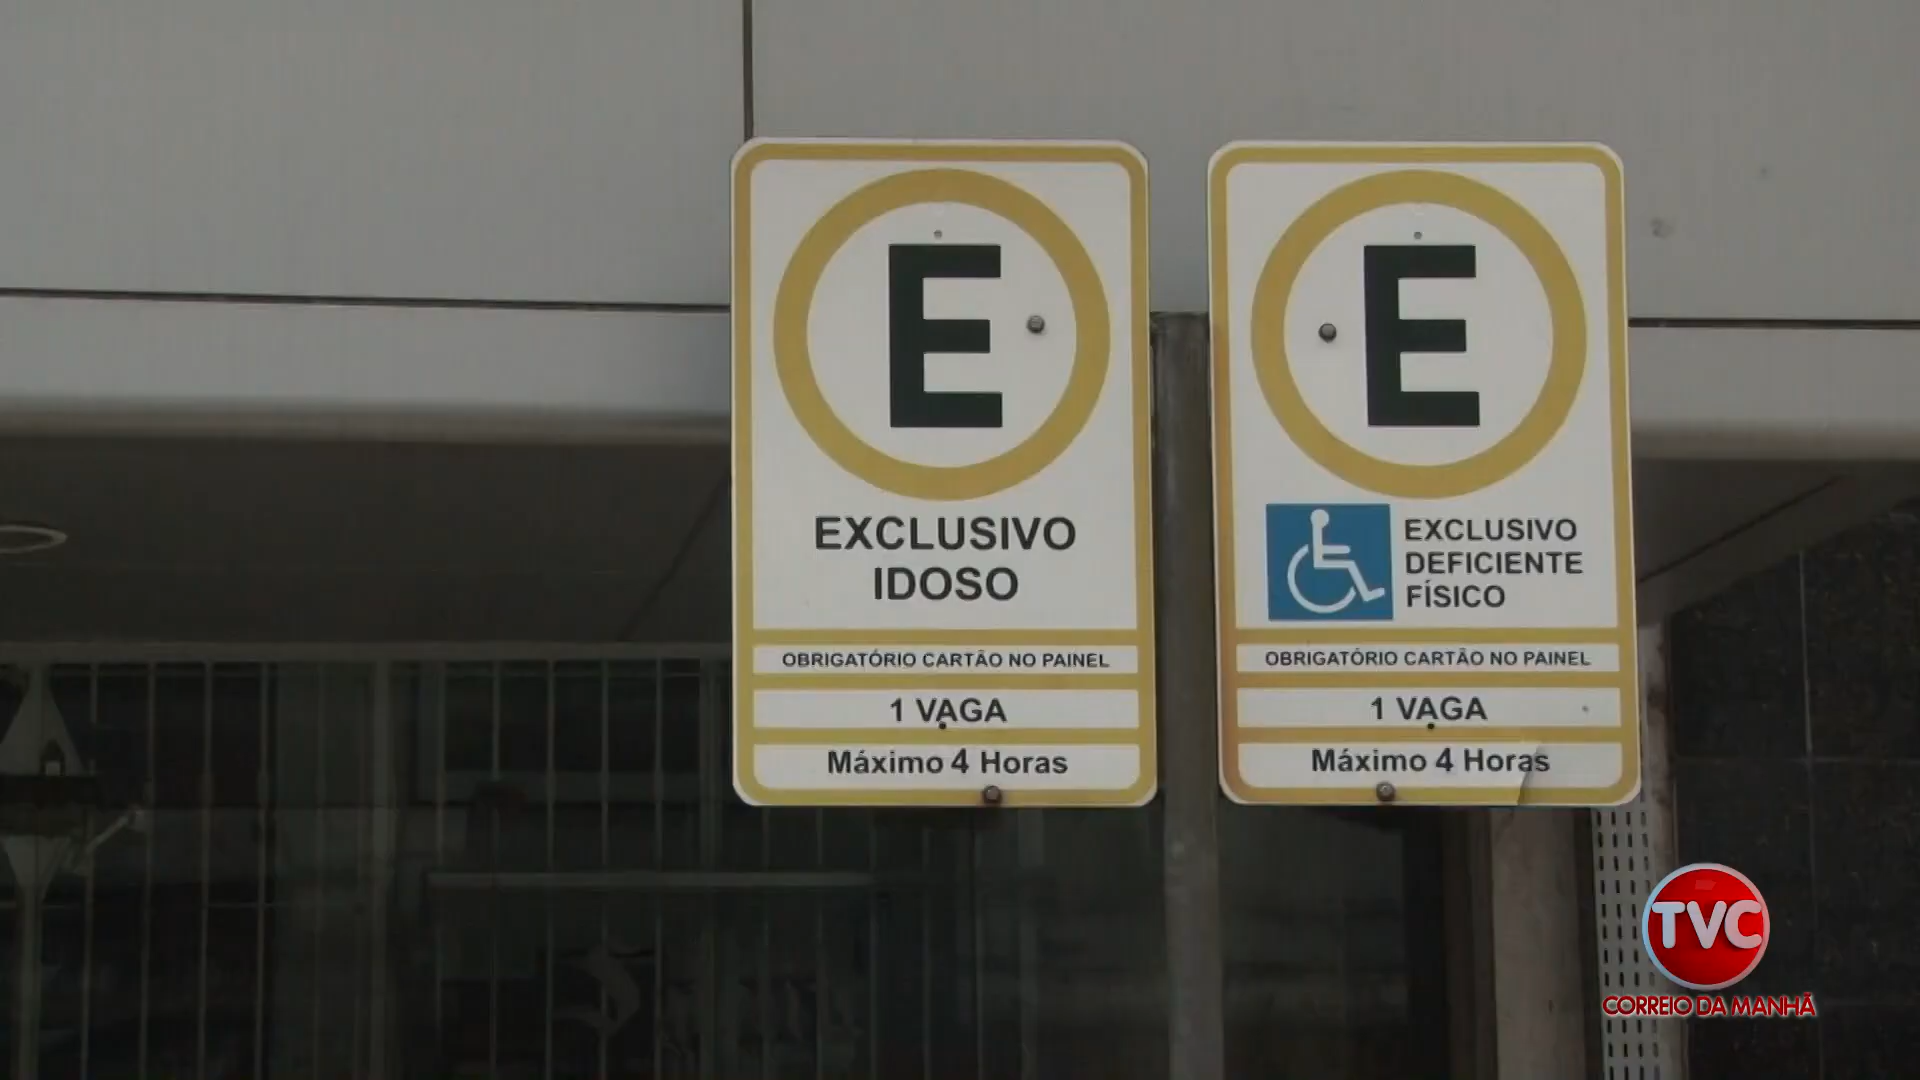 E
EXCLUSIVO
IDOSO
OBRIGATÓRIO CARTÃO NO PAINEL
1 VAGA
Máximo 4 Horas
E
EXCLUSIVO
DEFICIENTE
FÍSICO
OBRIGATÓRIO CARTÃO NO PAINEL
1 VAGA
Máximo 4 Horas
TVC
CORREIO DA MANHÃ